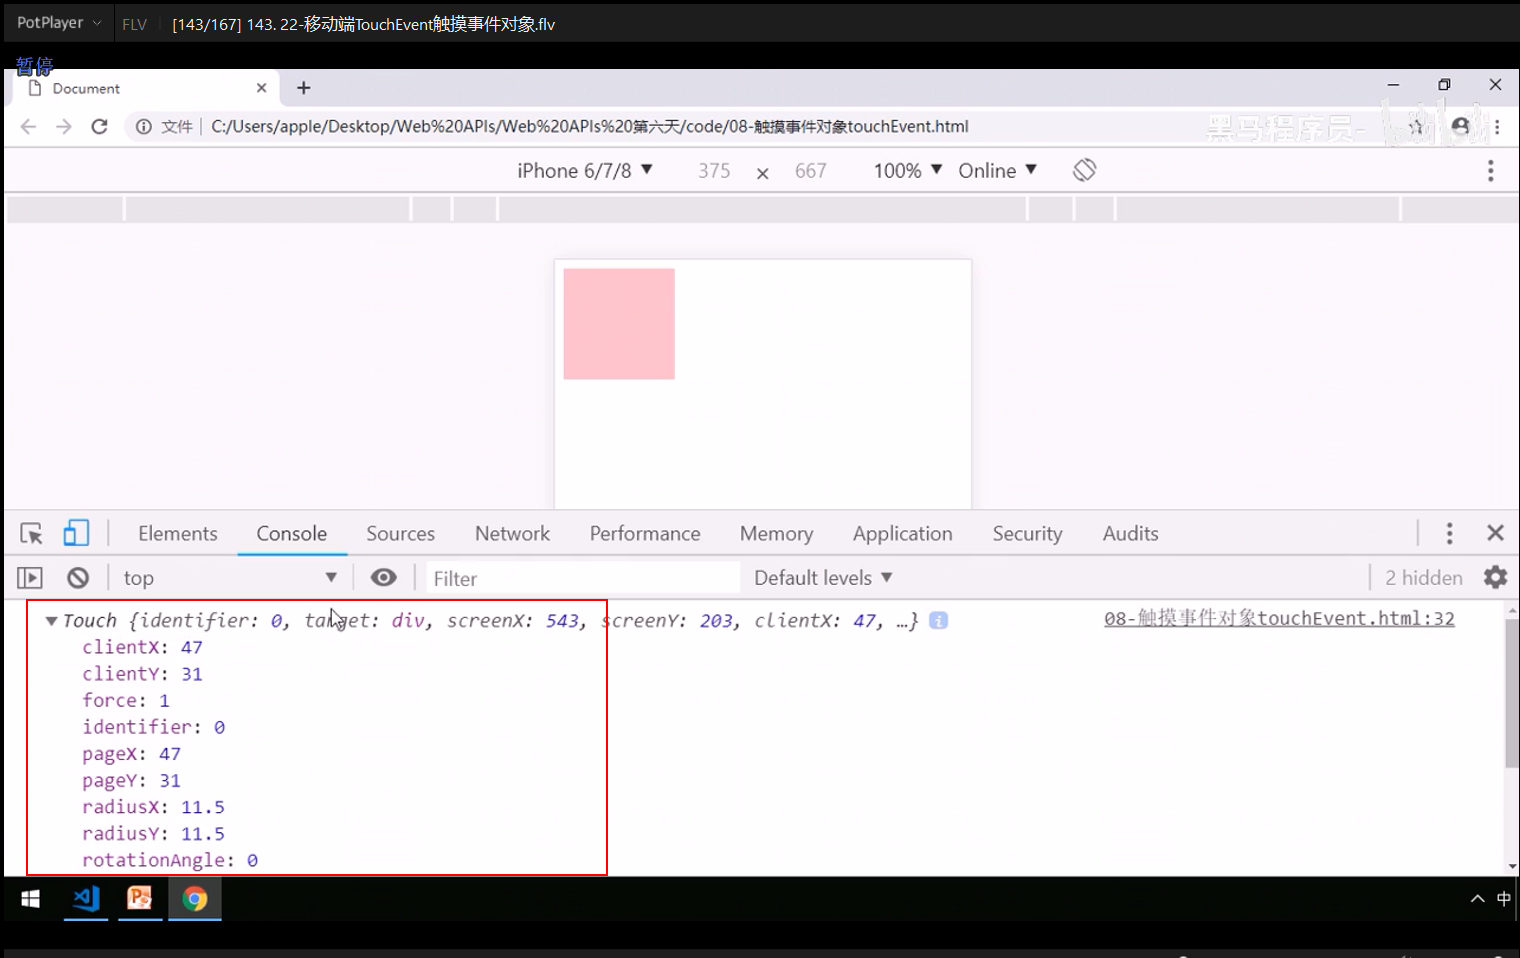 PotPlayer FLV [143/167] 143. 22-移动端TouchEvent触摸事件对象.flv
暂停
Document
文件 C:/Users/apple/Desktop/Web%20APIs/Web%20APIs%20第六天/code/08-触摸事件对象touchEvent.html
黑马程序员- bilibili
iPhone 6/7/8 375 × 667 100% Online
Elements Console Sources Network Performance Memory Application Security Audits
top Filter Default levels 2 hidden
Touch {identifier: 0, target: div, screenX: 543, screenY: 203, clientX: 47, …} 08-触摸事件对象touchEvent.html:32
clientX: 47
clientY: 31
force: 1
identifier: 0
pageX: 47
pageY: 31
radiusX: 11.5
radiusY: 11.5
rotationAngle: 0
中